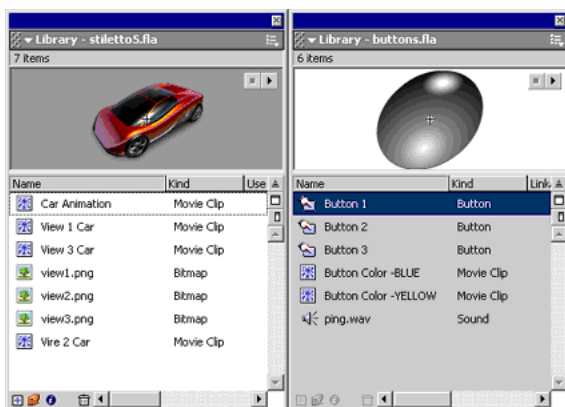 Library - stiletto5.fla
7 items
Name Kind Use
Car Animation Movie Clip
View 1 Car Movie Clip
View 3 Car Movie Clip
view1.png Bitmap
view2.png Bitmap
view3.png Bitmap
Vire 2 Car Movie Clip
Library - buttons.fla
6 items
Name Kind Link
Button 1 Button
Button 2 Button
Button 3 Button
Button Color -BLUE Movie Clip
Button Color -YELLOW Movie Clip
ping.wav Sound